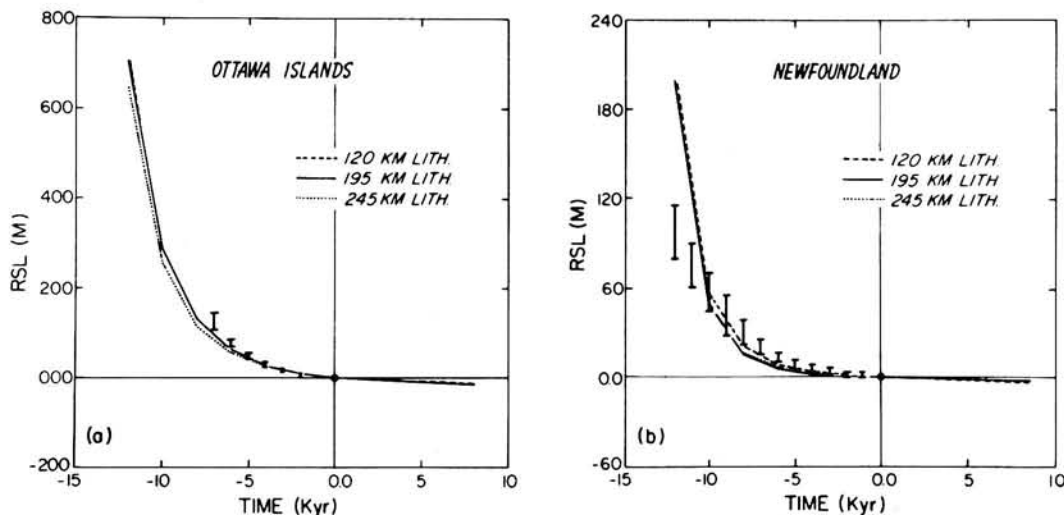 800
600
400
200
000
-200
RSL (M)
OTTAWA ISLANDS
120 KM LITH.
195 KM LITH.
245 KM LITH.
(a)
-15
-10
-5
0.0
5
10
TIME (Kyr)
240
180
120
60
0.0
-60
RSL (M)
NEWFOUNDLAND
120 KM LITH.
195 KM LITH.
245 KM LITH.
(b)
-15
-10
-5
0.0
5
10
TIME (Kyr)